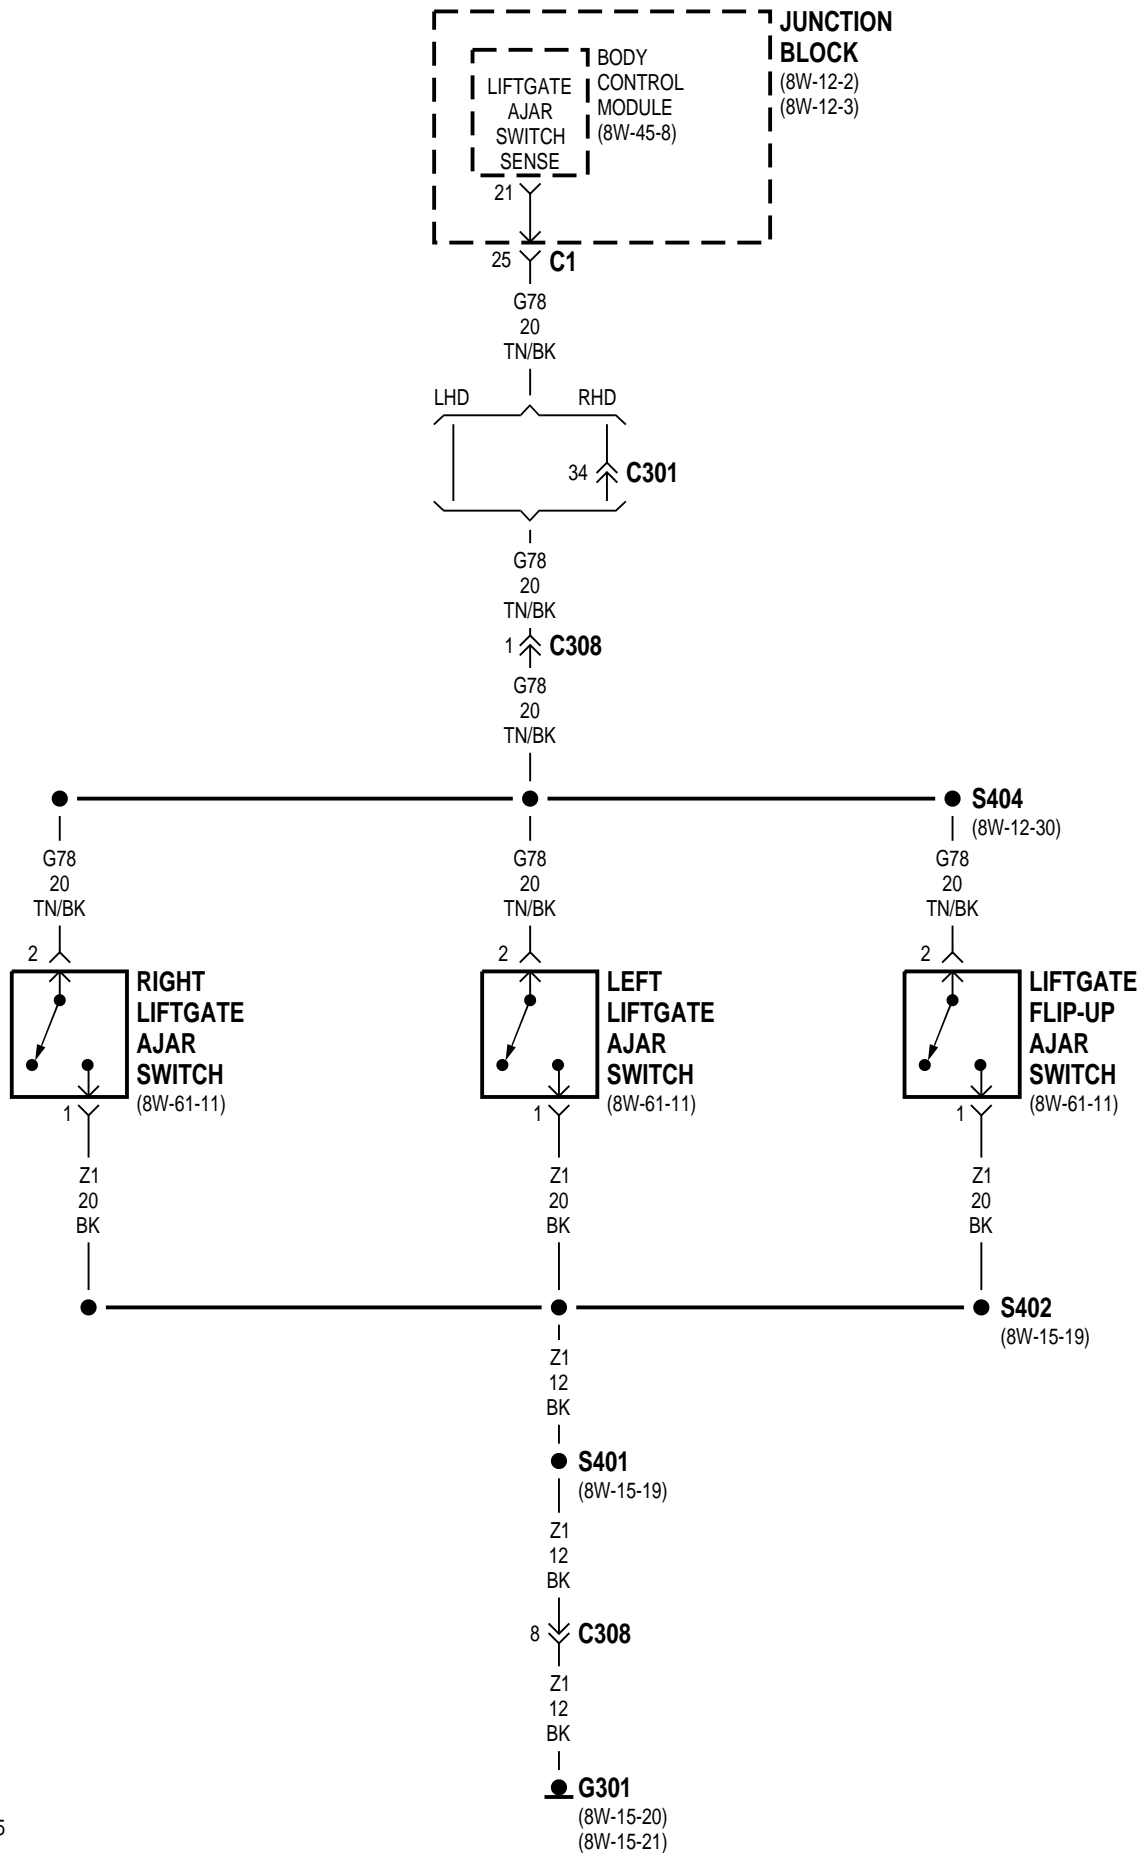 JUNCTION
BLOCK
(8W-12-2)
(8W-12-3)
BODY
CONTROL
MODULE
(8W-45-8)
LIFTGATE
AJAR
SWITCH
SENSE
21
25
C1
G78
20
TN/BK
LHD
RHD
34
C301
G78
20
TN/BK
1
C308
G78
20
TN/BK
S404
(8W-12-30)
G78
20
TN/BK
2
RIGHT
LIFTGATE
AJAR
SWITCH
(8W-61-11)
1
Z1
20
BK
G78
20
TN/BK
2
LEFT
LIFTGATE
AJAR
SWITCH
(8W-61-11)
1
Z1
20
BK
G78
20
TN/BK
2
LIFTGATE
FLIP-UP
AJAR
SWITCH
(8W-61-11)
1
Z1
20
BK
S402
(8W-15-19)
Z1
12
BK
S401
(8W-15-19)
Z1
12
BK
8
C308
Z1
12
BK
G301
(8W-15-20)
(8W-15-21)